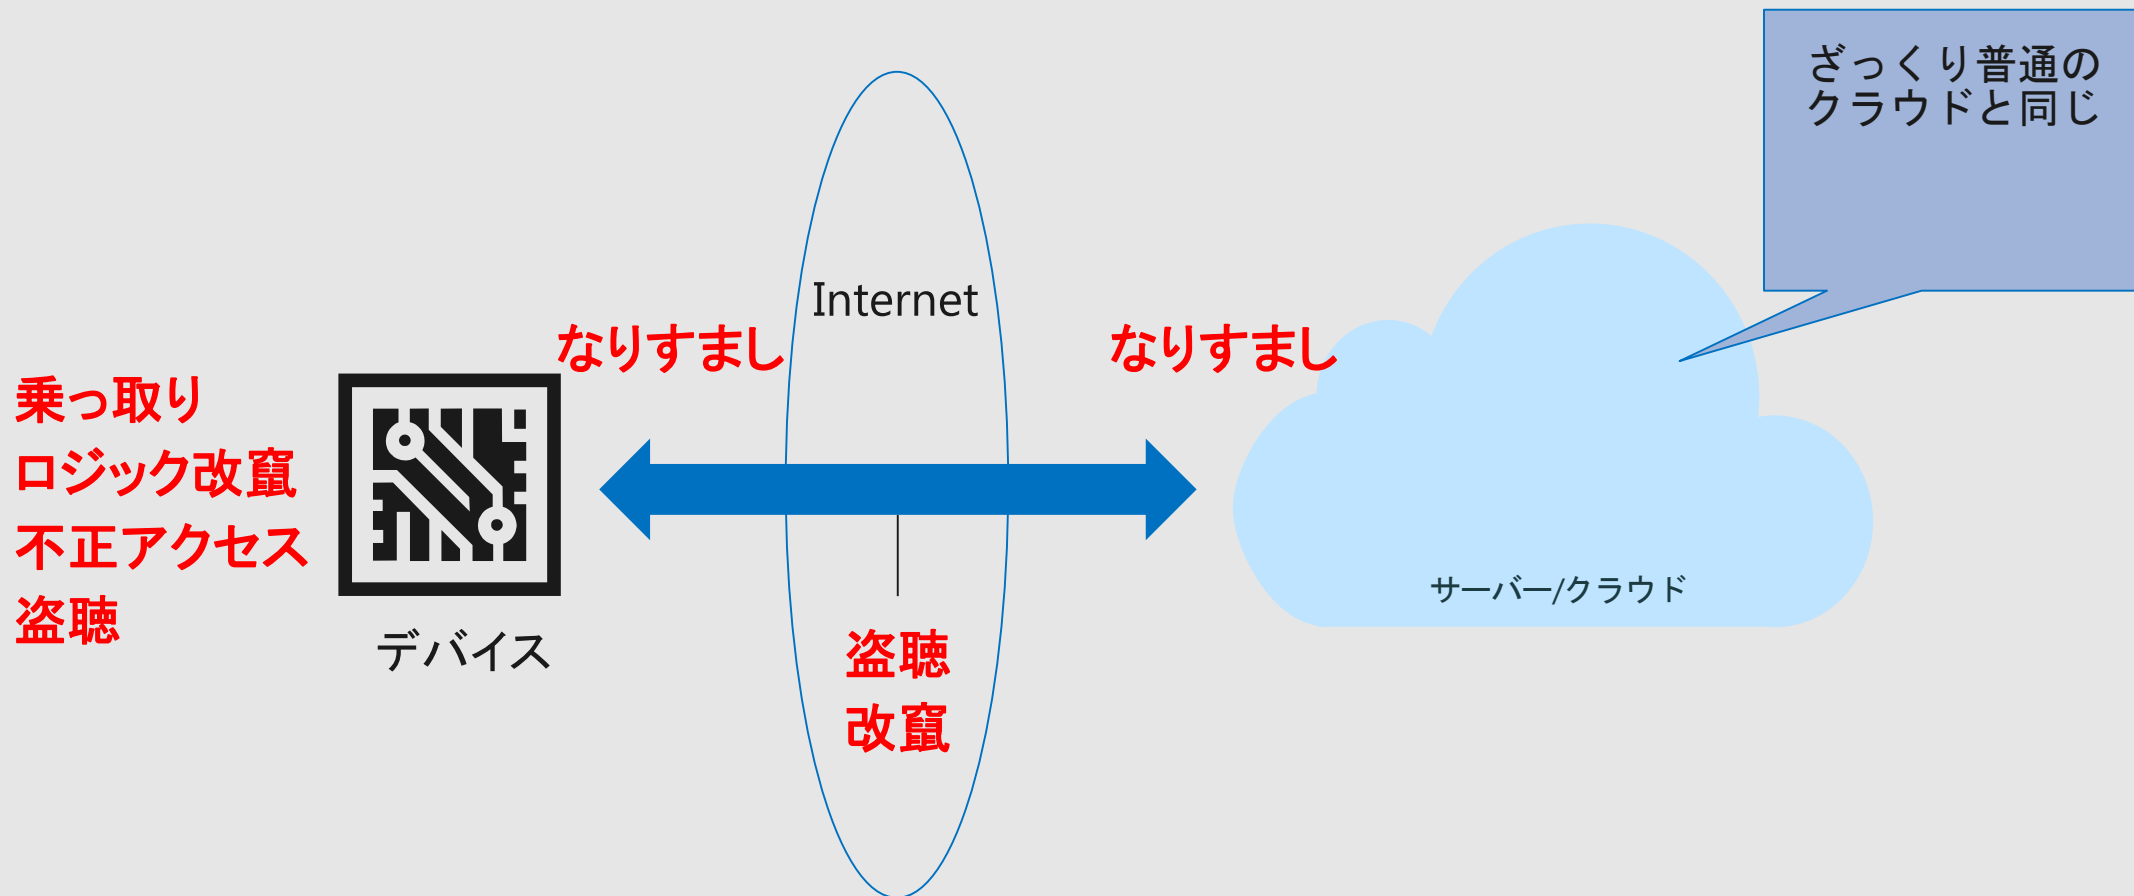 ざっくり普通の
クラウドと同じ
Internet
なりすまし
なりすまし
乗っ取り
ロジック改竄
不正アクセス
盗聴
デバイス
サーバー/クラウド
盗聴
改竄